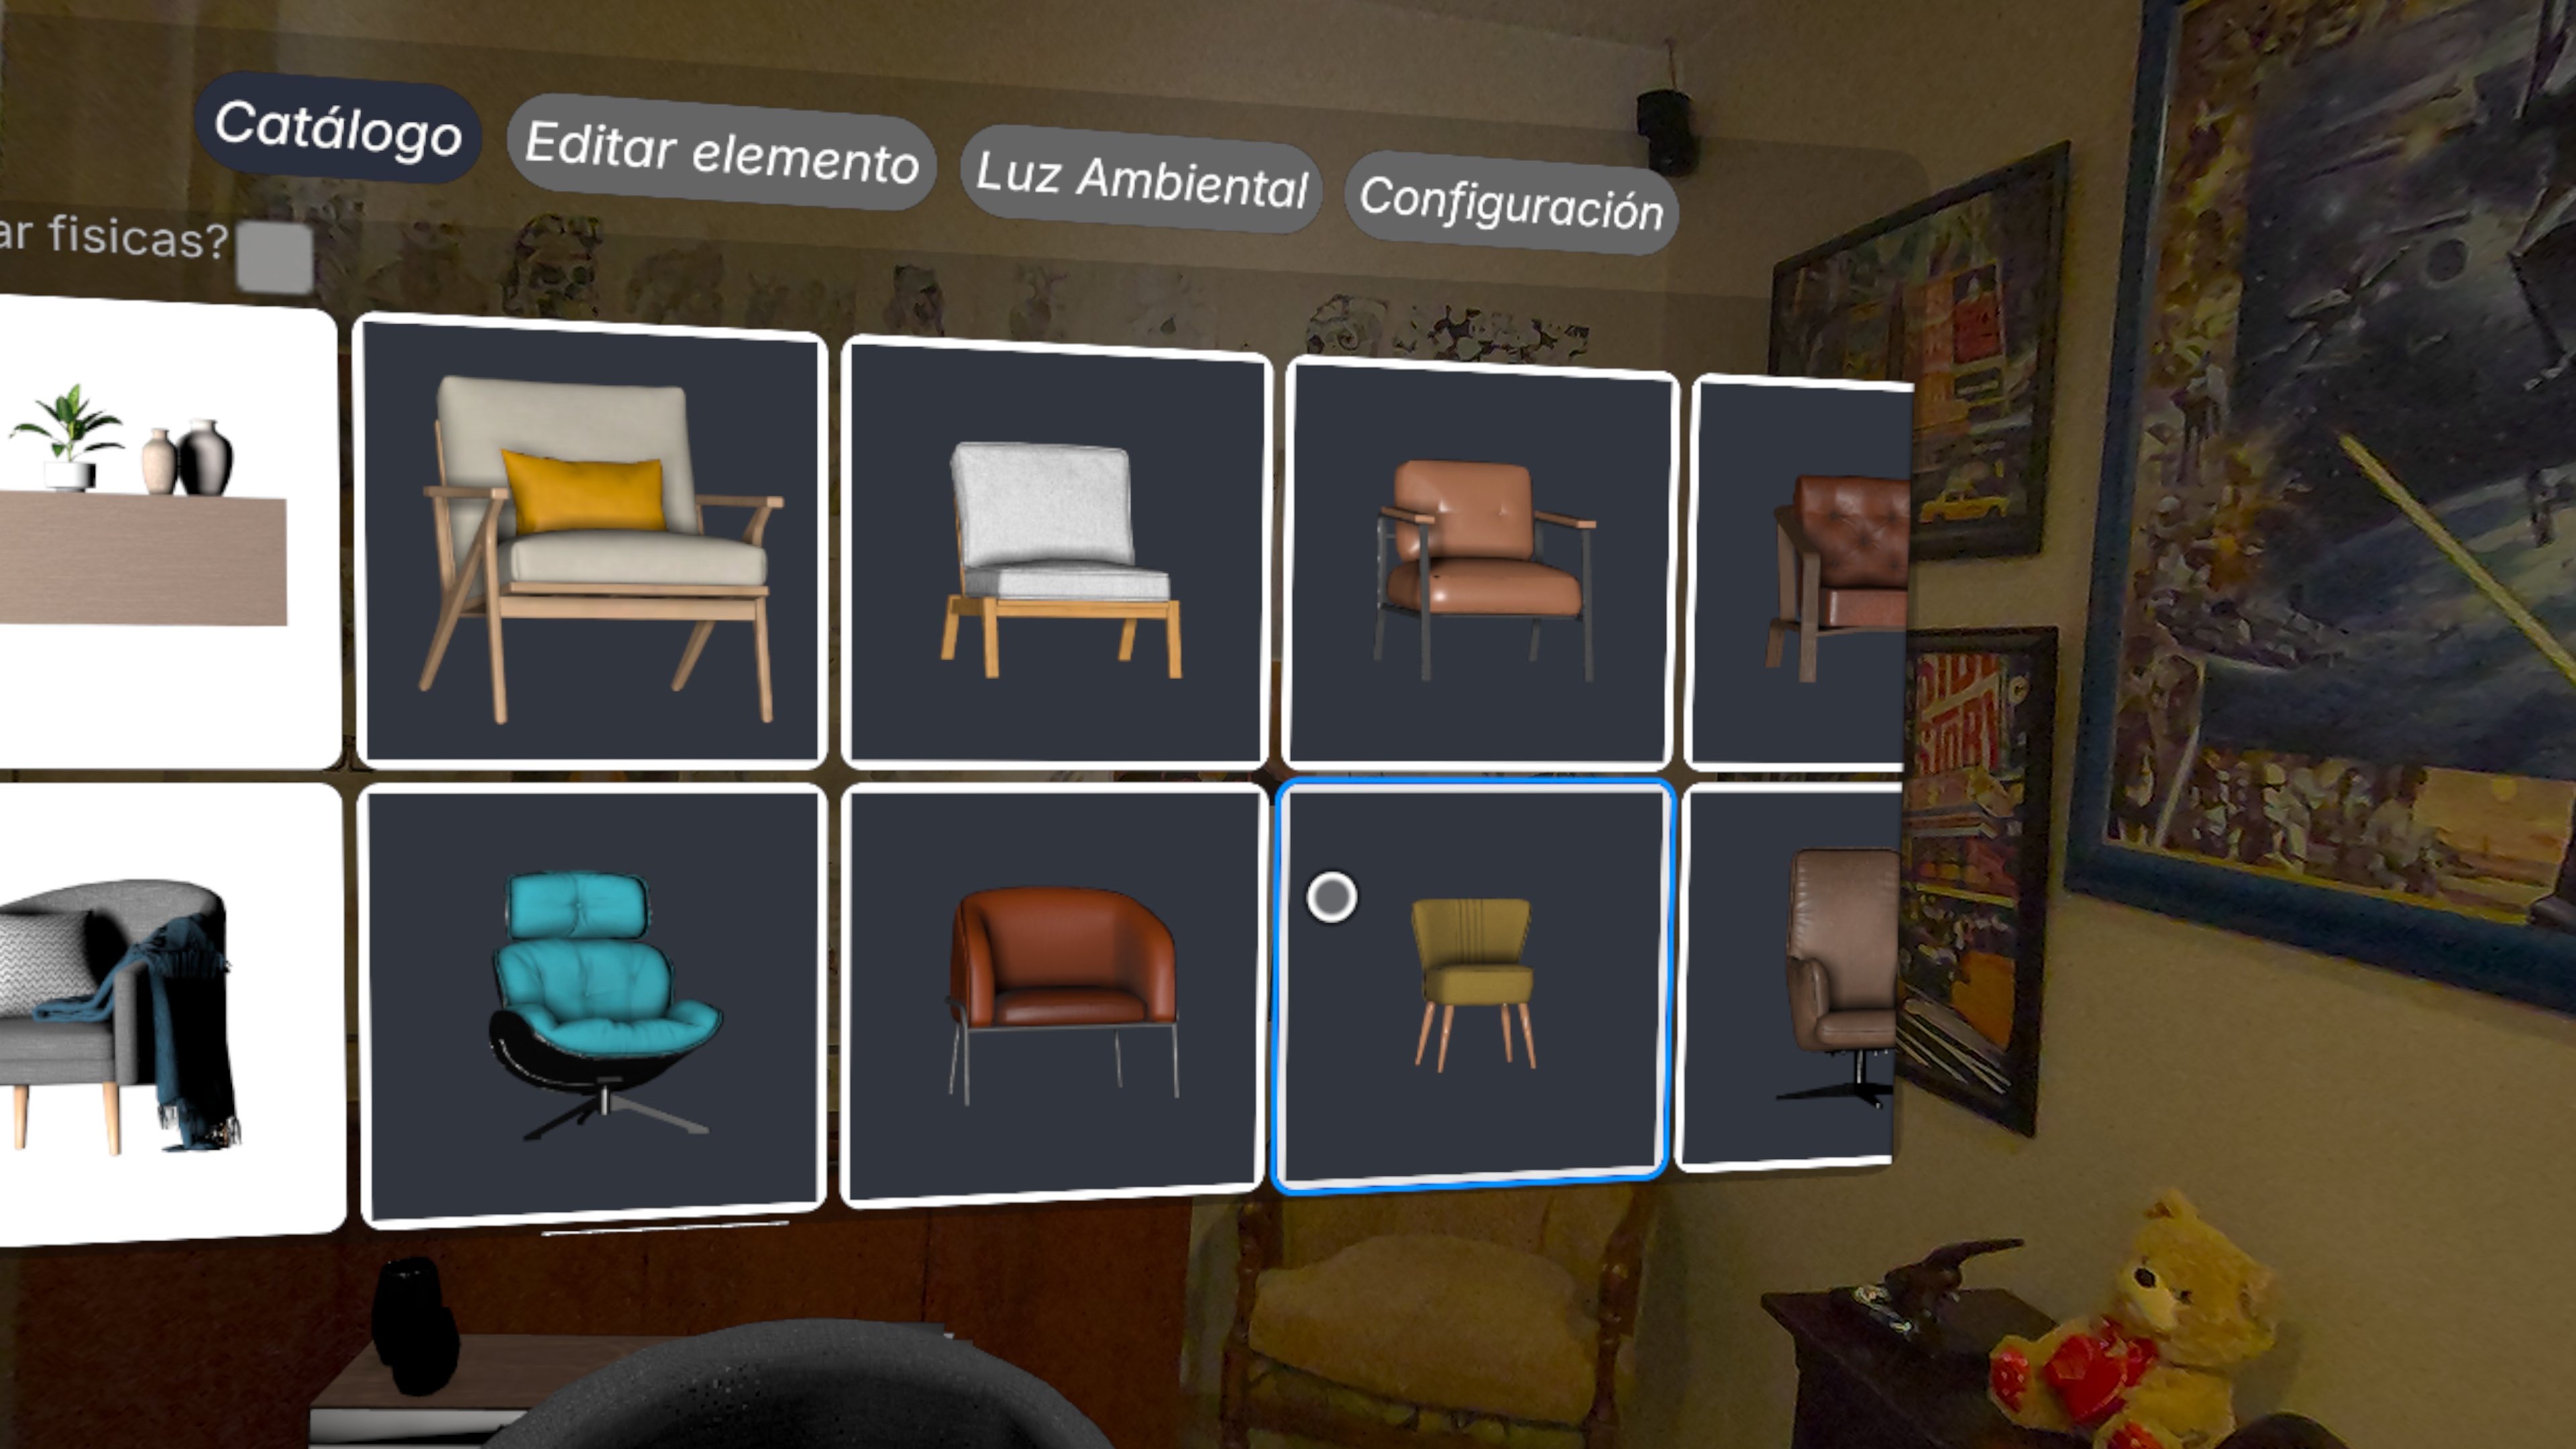 Catálogo
Editar elemento
Luz Ambiental
Configuración
ar fisicas?